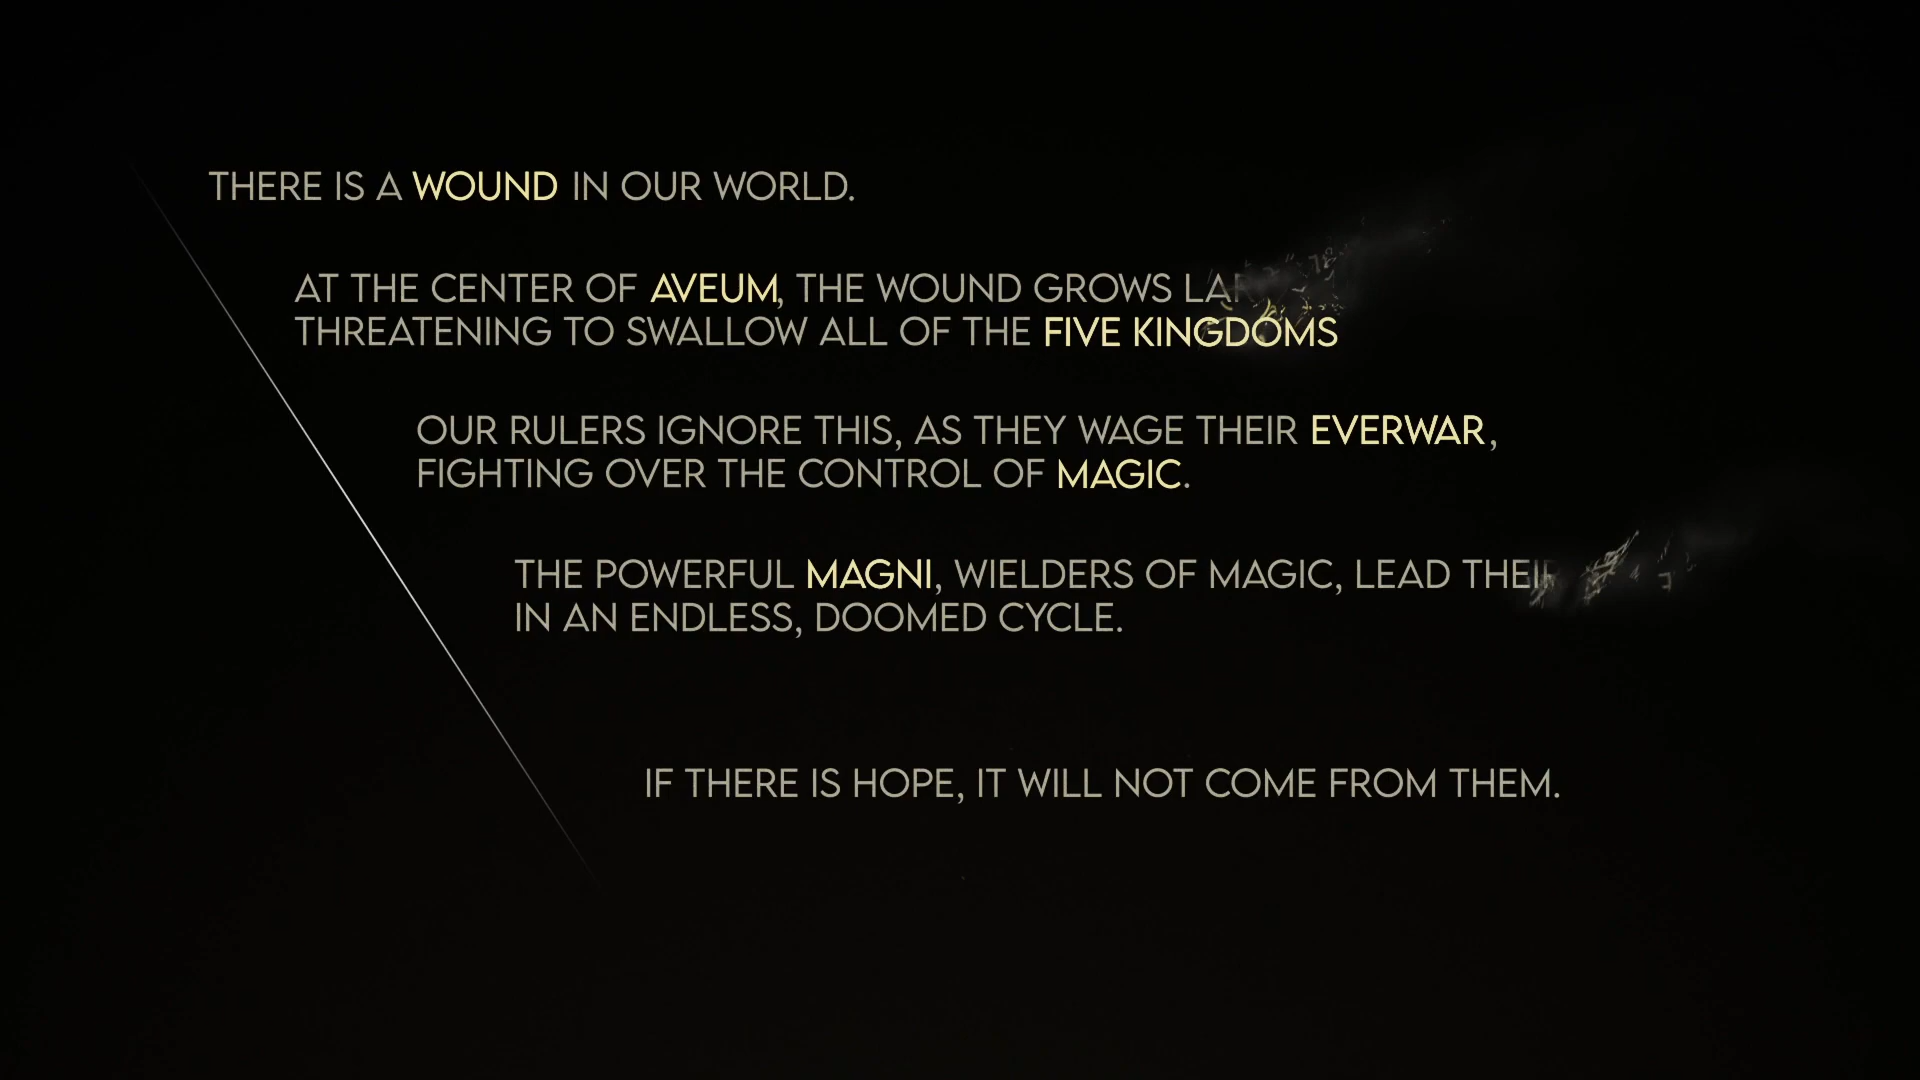 THERE IS A WOUND IN OUR WORLD.
AT THE CENTER OF AVEUM, THE WOUND GROWS
THREATENING TO SWALLOW ALL OF THE FIVE KINGDOMS
OUR RULERS IGNORE THIS, AS THEY WAGE THEIR EVERWAR,
FIGHTING OVER THE CONTROL OF MAGIC.
THE POWERFUL MAGNI, WIELDERS OF MAGIC, LEAD THEIR
IN AN ENDLESS, DOOMED CYCLE.
IF THERE IS HOPE, IT WILL NOT COME FROM THEM.